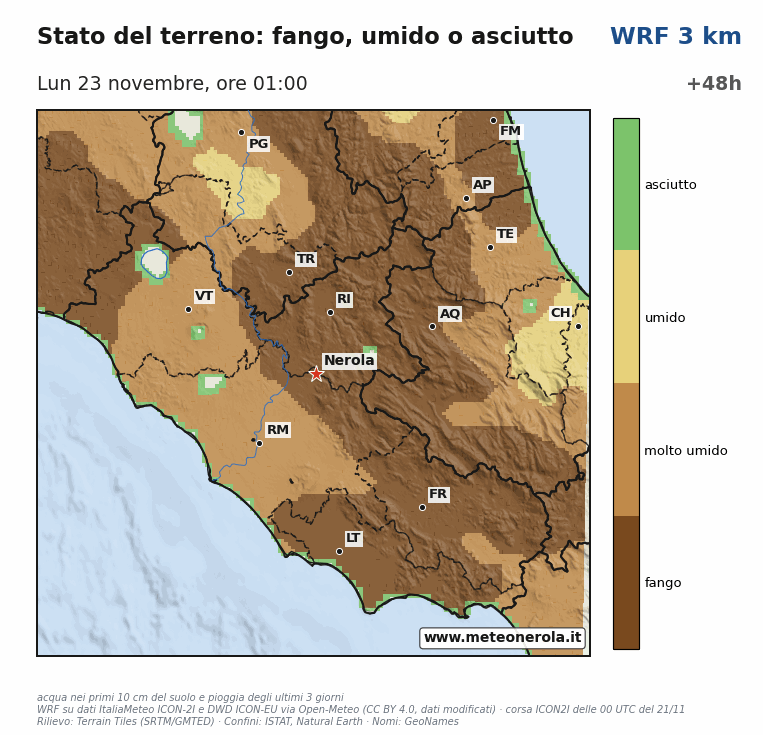 Stato del terreno: fango, umido o asciutto
WRF 3 km
Lun 23 novembre, ore 01:00
+48h
PG
FM
AP
TE
TR
VT
RI
AQ
CH
Nerola
RM
FR
LT
www.meteonerola.it
asciutto
umido
molto umido
fango
acqua nei primi 10 cm del suolo e pioggia degli ultimi 3 giorni
WRF su dati ItaliaMeteo ICON-2I e DWD ICON-EU via Open-Meteo (CC BY 4.0, dati modificati) · corsa ICON2I delle 00 UTC del 21/11
Rilievo: Terrain Tiles (SRTM/GMTED) · Confini: ISTAT, Natural Earth · Nomi: GeoNames